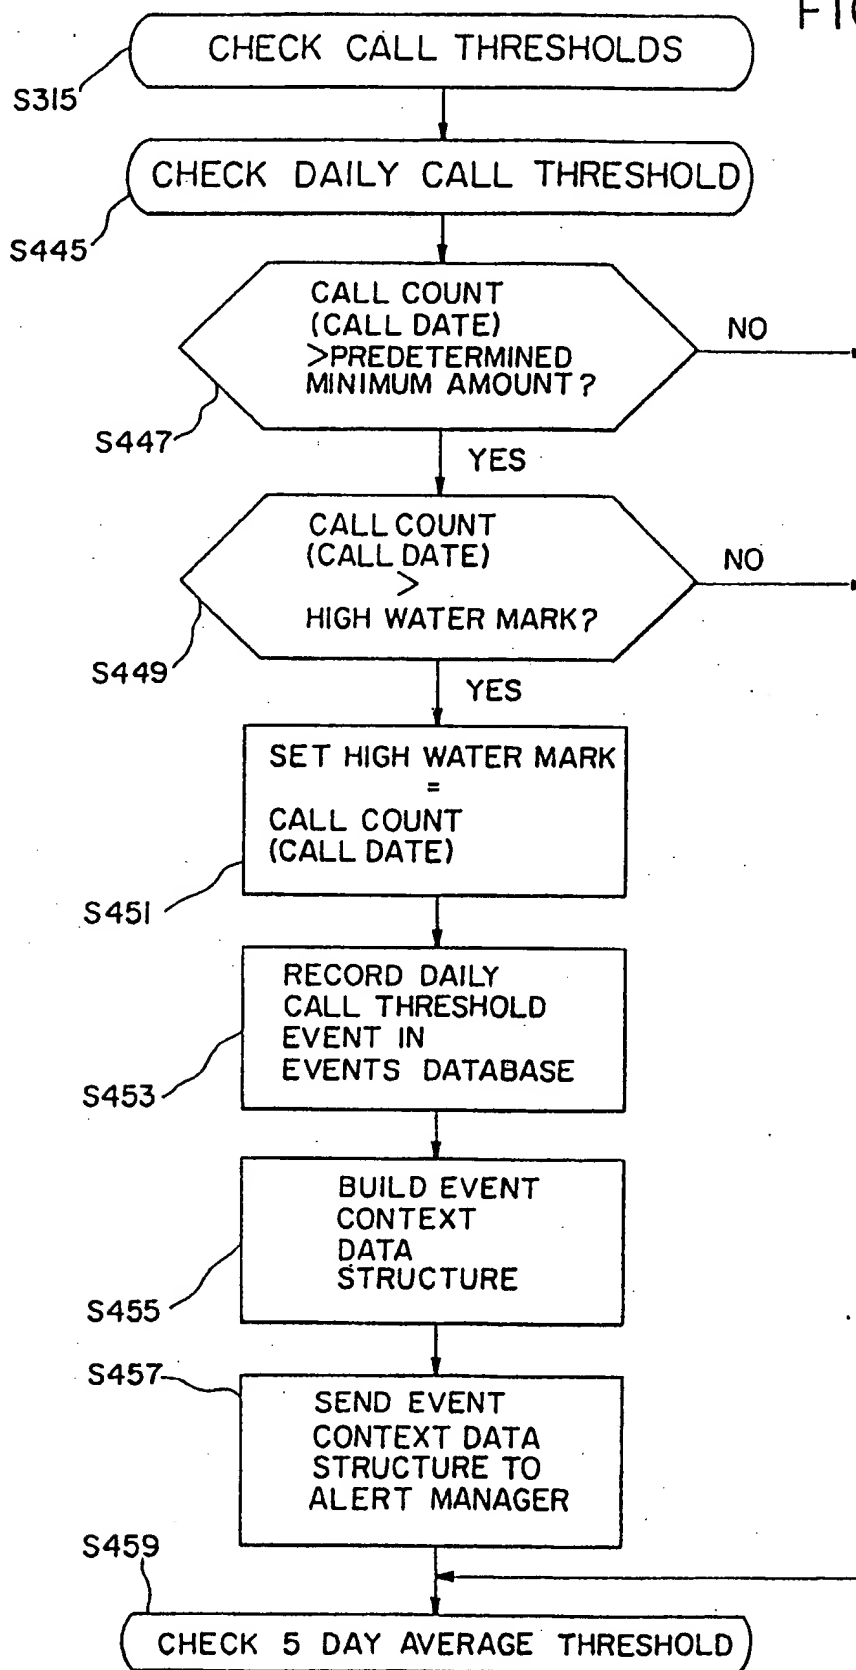 FIG
CHECK CALL THRESHOLDS
S315
CHECK DAILY CALL THRESHOLD
S445
CALL COUNT
(CALL DATE)
>PREDETERMINED
MINIMUM AMOUNT?
NO
S447
YES
CALL COUNT
(CALL DATE)
>
HIGH WATER MARK?
NO
S449
YES
SET HIGH WATER MARK
=
CALL COUNT
(CALL DATE)
S451
RECORD DAILY
CALL THRESHOLD
EVENT IN
EVENTS DATABASE
S453
BUILD EVENT
CONTEXT
DATA
STRUCTURE
S455
S457
SEND EVENT
CONTEXT DATA
STRUCTURE TO
ALERT MANAGER
S459
CHECK 5 DAY AVERAGE THRESHOLD